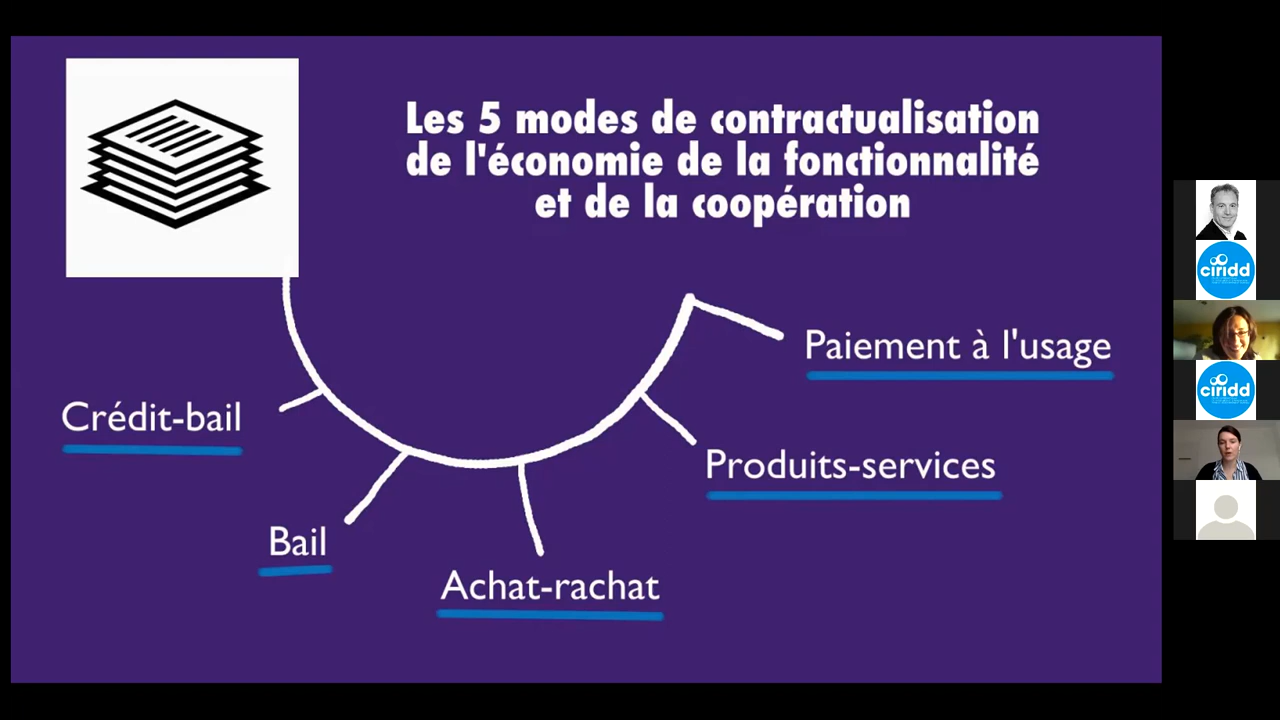 Les 5 modes de contractualisation
de l'économie de la fonctionnalité
et de la coopération
Paiement à l'usage
Crédit-bail
Produits-services
Bail
Achat-rachat
ciridd
ciridd